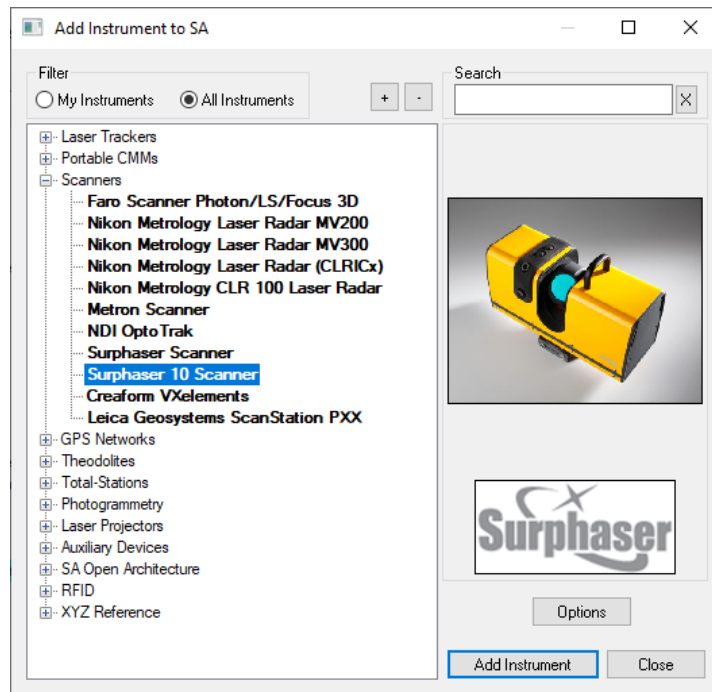 Add Instrument to SA
Filter
My Instruments
All Instruments
+
-
Search
X
Laser Trackers
Portable CMMs
Scanners
Faro Scanner Photon/LS/Focus 3D
Nikon Metrology Laser Radar MV200
Nikon Metrology Laser Radar MV300
Nikon Metrology Laser Radar (CLRICx)
Nikon Metrology CLR 100 Laser Radar
Metron Scanner
NDI OptoTrak
Surphaser Scanner
Surphaser 10 Scanner
Creaform VXelements
Leica Geosystems ScanStation PXX
GPS Networks
Theodolites
Total-Stations
Photogrammetry
Laser Projectors
Auxiliary Devices
SA Open Architecture
RFID
XYZ Reference
Surphaser
Options
Add Instrument
Close